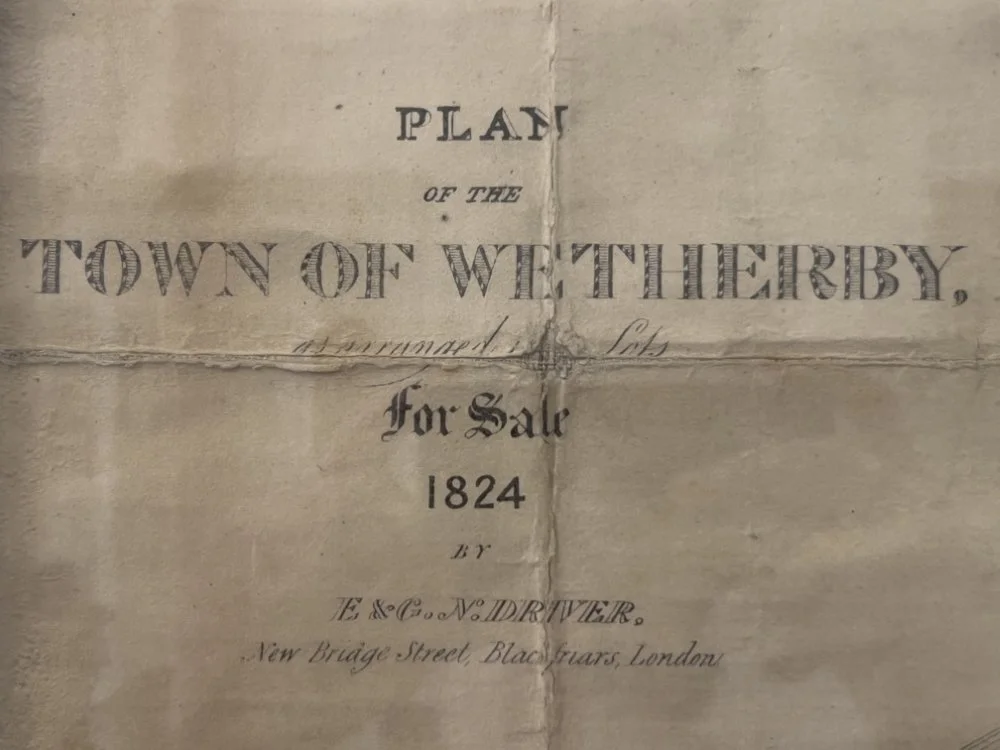 PLAN
OF THE
TOWN OF WETHERBY,
as arranged in Lots
For Sale
1824
BY
E & G. N. DRIVER.
New Bridge Street, Blackfriars, London